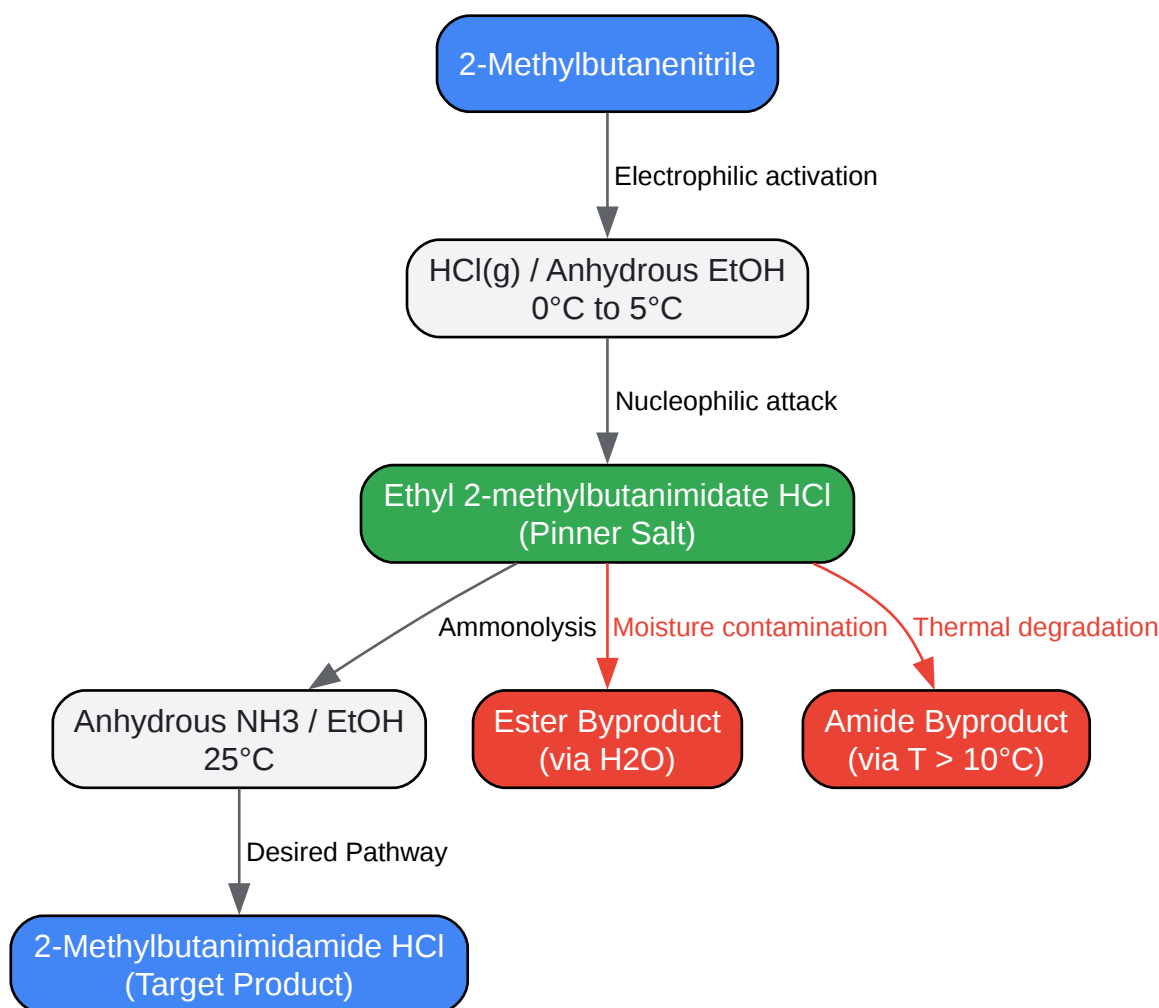 2-Methylbutanenitrile
Electrophilic activation
HCl(g) / Anhydrous EtOH
0°C to 5°C
Nucleophilic attack
Ethyl 2-methylbutanimidate HCl
(Pinner Salt)
Ammonolysis
Moisture contamination
Thermal degradation
Anhydrous NH3 / EtOH
25°C
Ester Byproduct
(via H2O)
Amide Byproduct
(via T > 10°C)
Desired Pathway
2-Methylbutanimidamide HCl
(Target Product)